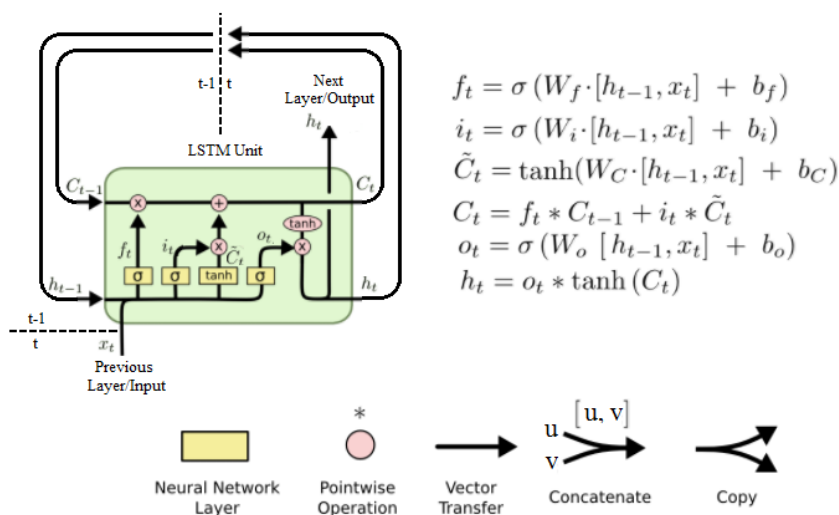 t-1 t
Next
Layer/Output
h_t
LSTM Unit
C_{t-1}
C_t
x
+
tanh
f_t
i_t
x
C̃_t
o_t
x
σ
σ
tanh
σ
h_{t-1}
h_t
t-1
t
x_t
Previous
Layer/Input
f_t = σ (W_f·[h_{t-1}, x_t] + b_f)
i_t = σ (W_i·[h_{t-1}, x_t] + b_i)
C̃_t = tanh(W_C·[h_{t-1}, x_t] + b_C)
C_t = f_t * C_{t-1} + i_t * C̃_t
o_t = σ (W_o [h_{t-1}, x_t] + b_o)
h_t = o_t * tanh (C_t)
*
[u, v]
u
v
Neural Network
Layer
Pointwise
Operation
Vector
Transfer
Concatenate
Copy